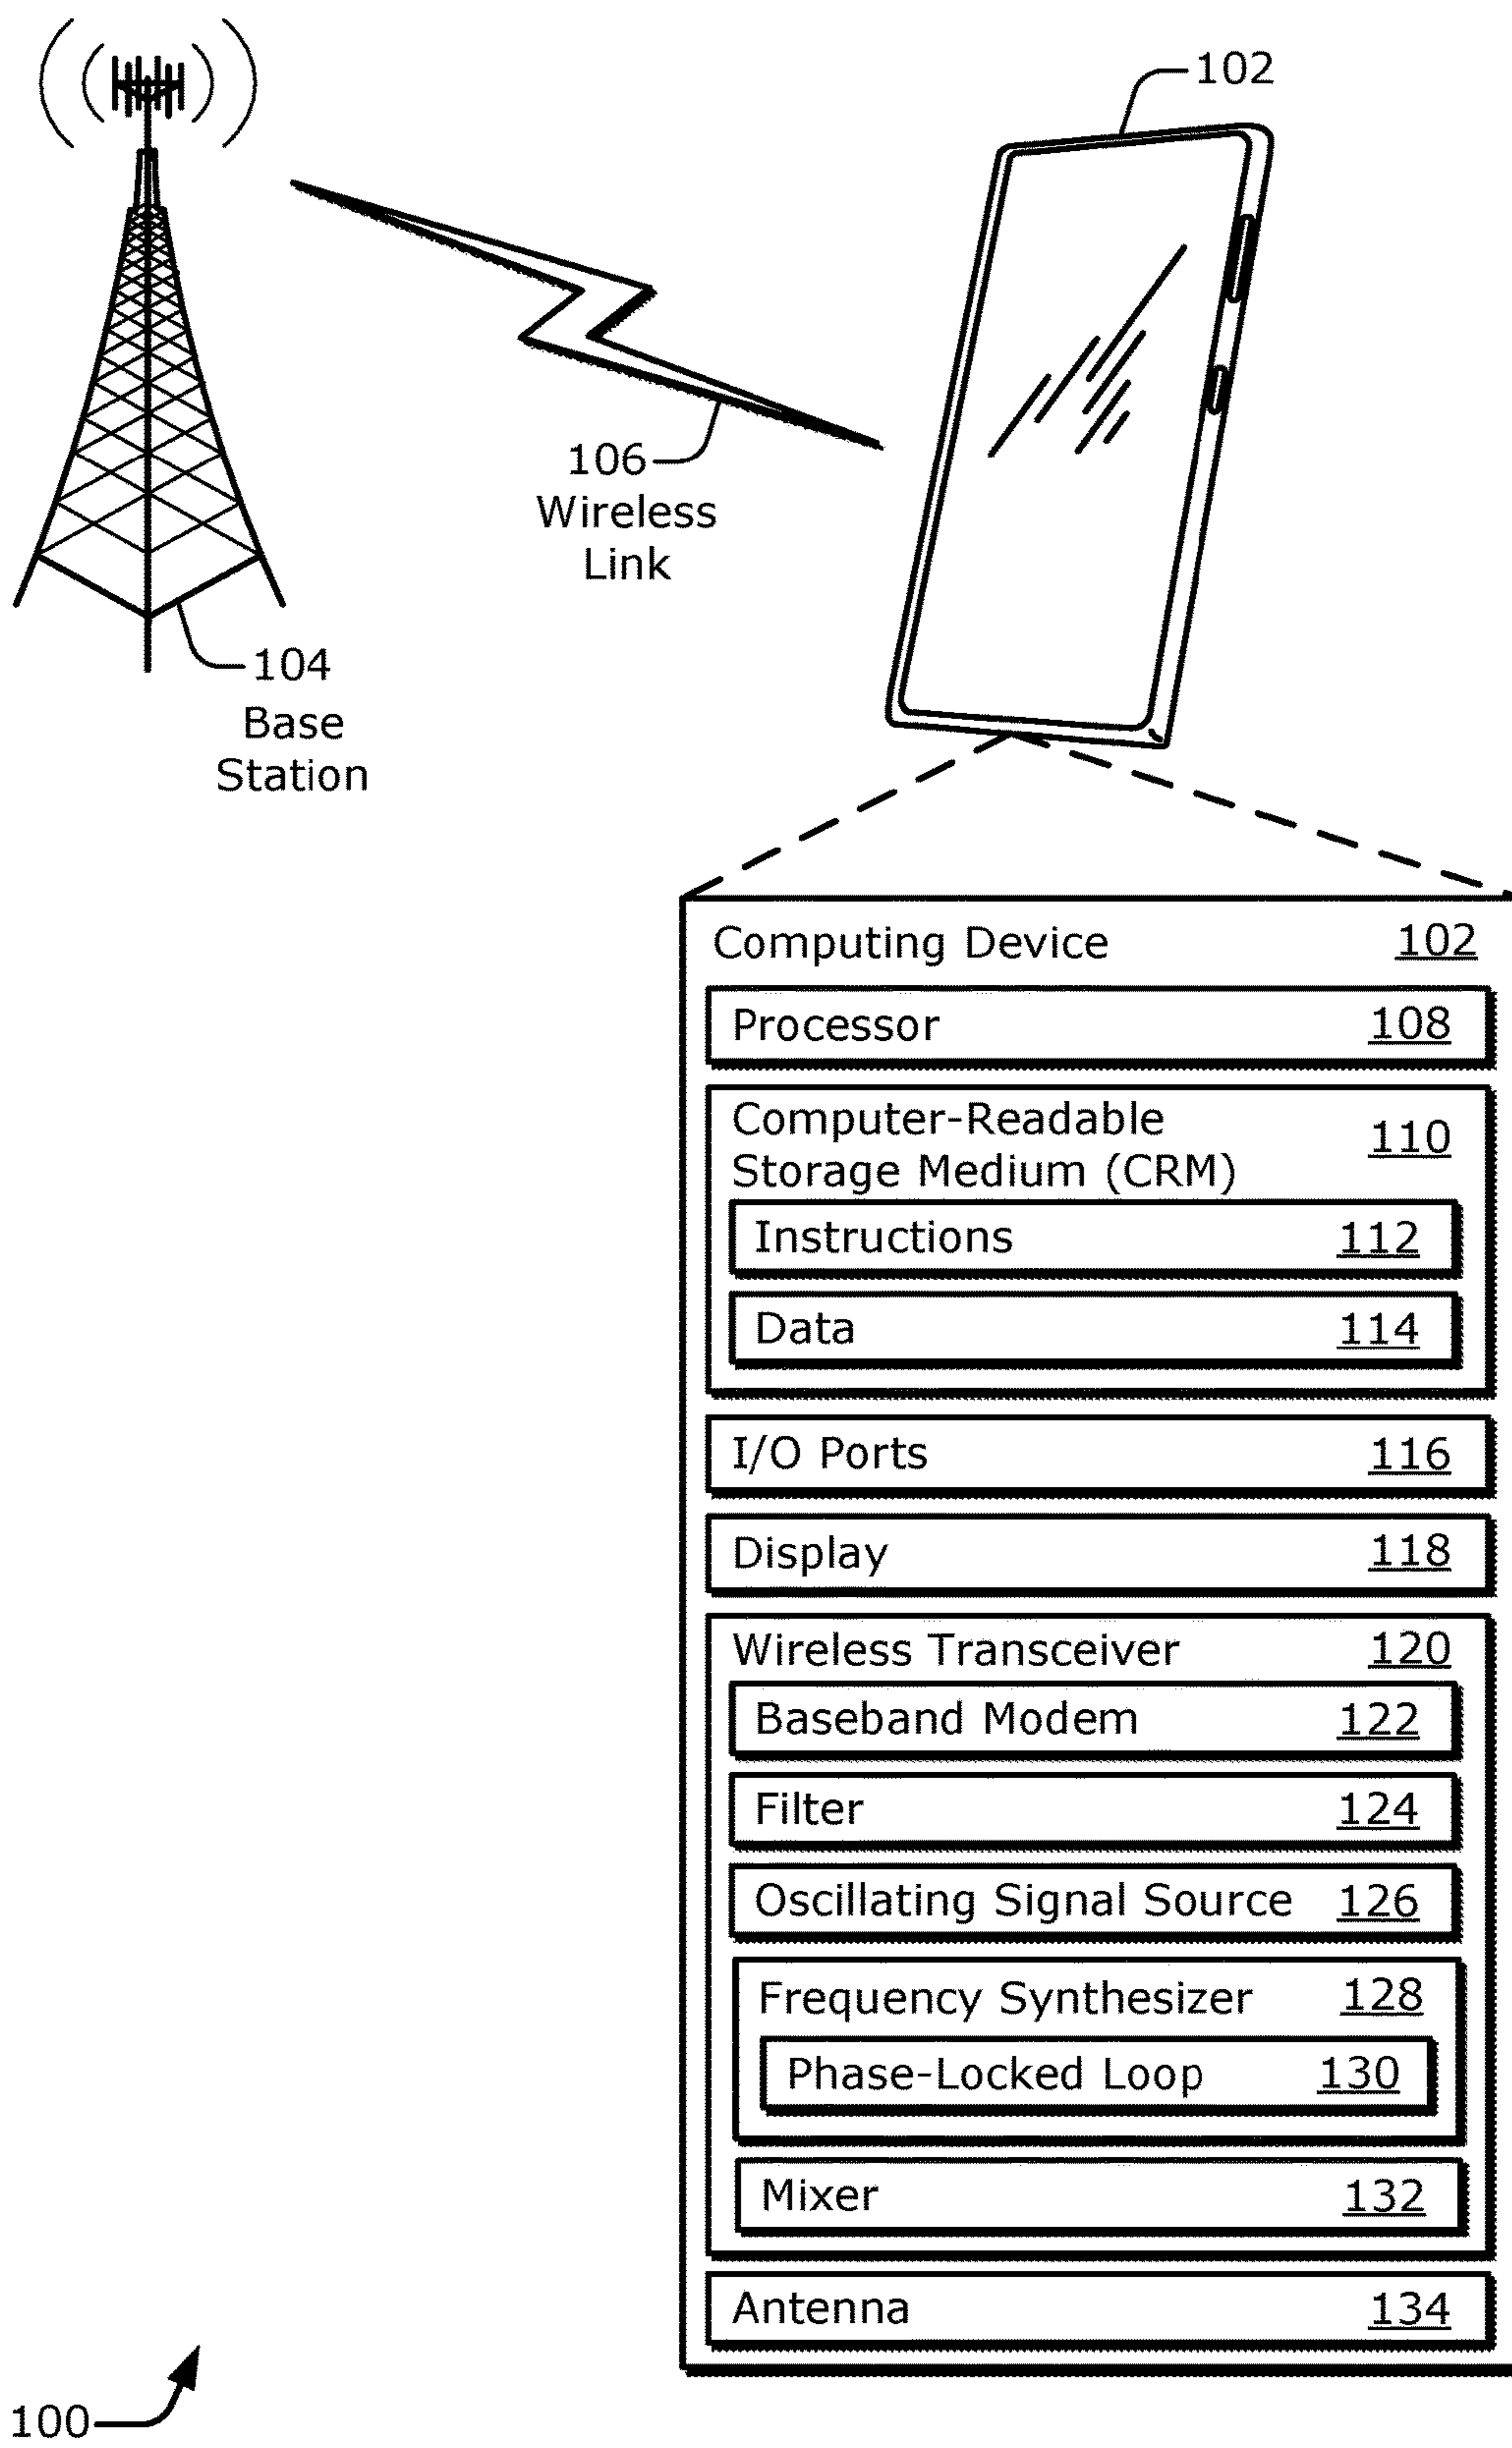 102
106
Wireless
Link
104
Base
Station
Computing Device 102
Processor 108
Computer-Readable
Storage Medium (CRM) 110
Instructions 112
Data 114
I/O Ports 116
Display 118
Wireless Transceiver 120
Baseband Modem 122
Filter 124
Oscillating Signal Source 126
Frequency Synthesizer 128
Phase-Locked Loop 130
Mixer 132
Antenna 134
100